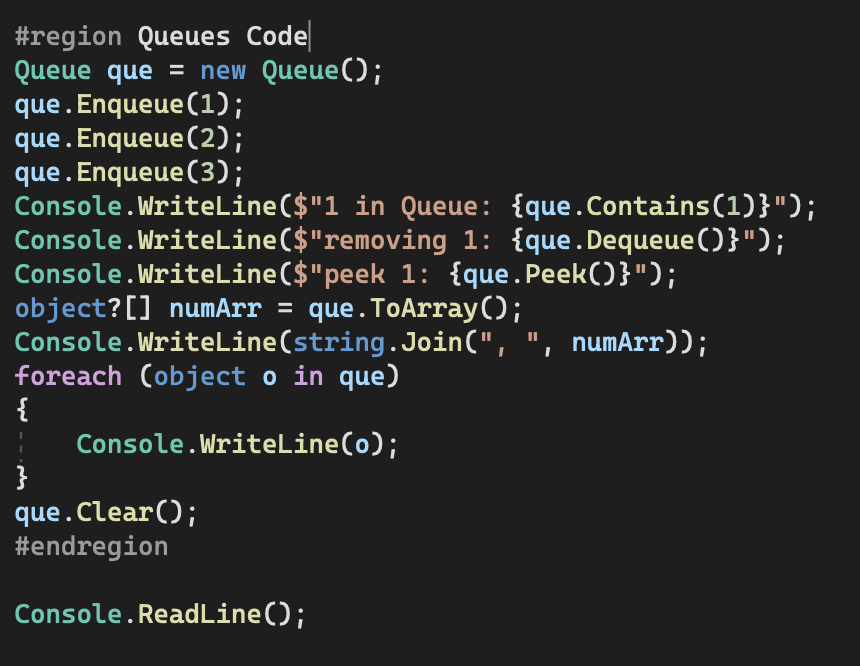 #region Queues Code
Queue que = new Queue();
que.Enqueue(1);
que.Enqueue(2);
que.Enqueue(3);
Console.WriteLine($"1 in Queue: {que.Contains(1)}");
Console.WriteLine($"removing 1: {que.Dequeue()}");
Console.WriteLine($"peek 1: {que.Peek()}");
object?[] numArr = que.ToArray();
Console.WriteLine(string.Join(", ", numArr));
foreach (object o in que)
{
    Console.WriteLine(o);
}
que.Clear();
#endregion

Console.ReadLine();